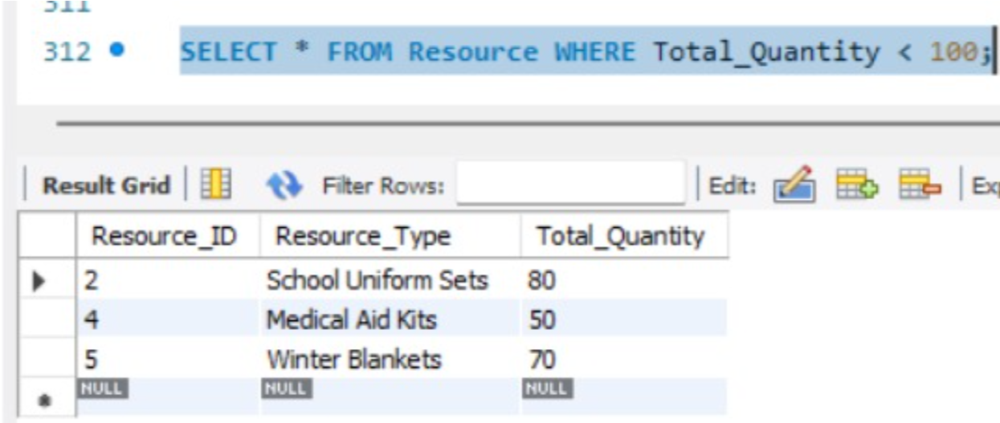 311
312 SELECT * FROM Resource WHERE Total_Quantity < 100;
Result Grid Filter Rows: Edit: Exp
Resource_ID Resource_Type Total_Quantity
2 School Uniform Sets 80
4 Medical Aid Kits 50
5 Winter Blankets 70
NULL NULL NULL